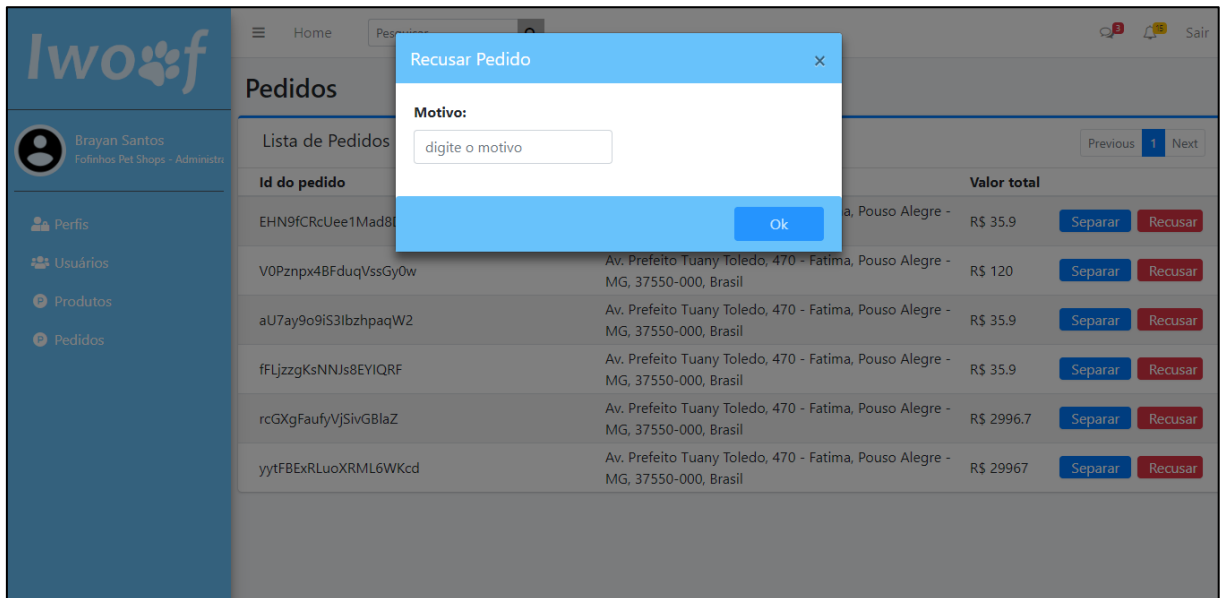 Iwoof
Home
Recusar Pedido ×
Sair
3
Pedidos
Motivo:
digite o motivo
Brayan Santos
Fofinhos Pet Shops - Administra
Lista de Pedidos
Previous 1 Next
Id do pedido Valor total
Ok
Perfis
Usuários
Produtos
Pedidos
a, Pouso Alegre -
R$ 35.9 Separar Recusar
V0Pznpx4BFduqVssGy0w
Av. Prefeito Tuany Toledo, 470 - Fatima, Pouso Alegre -
MG, 37550-000, Brasil
R$ 120 Separar Recusar
aU7ay9o9iS3IbzhpaqW2
Av. Prefeito Tuany Toledo, 470 - Fatima, Pouso Alegre -
MG, 37550-000, Brasil
R$ 35.9 Separar Recusar
fFLjzzgKsNNJs8EYIQRF
Av. Prefeito Tuany Toledo, 470 - Fatima, Pouso Alegre -
MG, 37550-000, Brasil
R$ 35.9 Separar Recusar
rcGXgFaufyVjSivGBlaZ
Av. Prefeito Tuany Toledo, 470 - Fatima, Pouso Alegre -
MG, 37550-000, Brasil
R$ 2996.7 Separar Recusar
yytFBExRLuoXRML6WKcd
Av. Prefeito Tuany Toledo, 470 - Fatima, Pouso Alegre -
MG, 37550-000, Brasil
R$ 29967 Separar Recusar